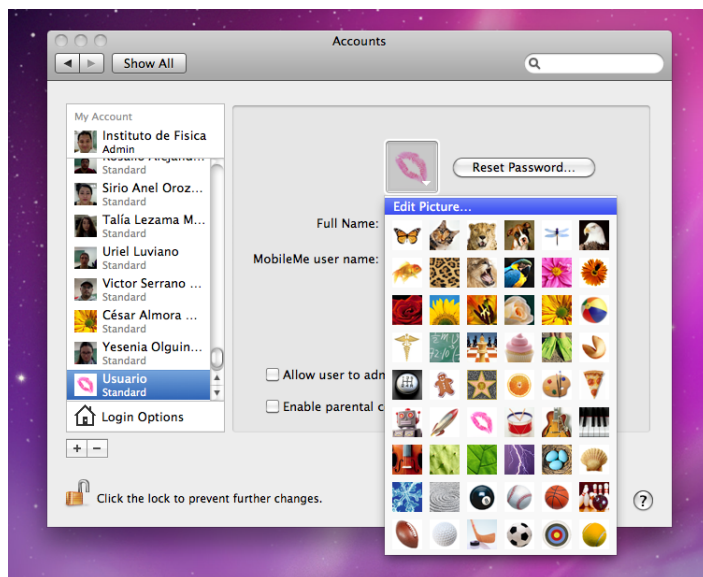 Accounts
Show All
My Account
Instituto de Fisica
Admin
Standard
Sirio Anel Oroz...
Standard
Talía Lezama M...
Standard
Uriel Luviano
Standard
Victor Serrano ...
Standard
César Almora ...
Standard
Yesenia Olguin...
Standard
Usuario
Standard
Login Options
+ −
Click the lock to prevent further changes.
Reset Password...
Edit Picture...
Full Name:
MobileMe user name:
Allow user to adn
Enable parental c
?